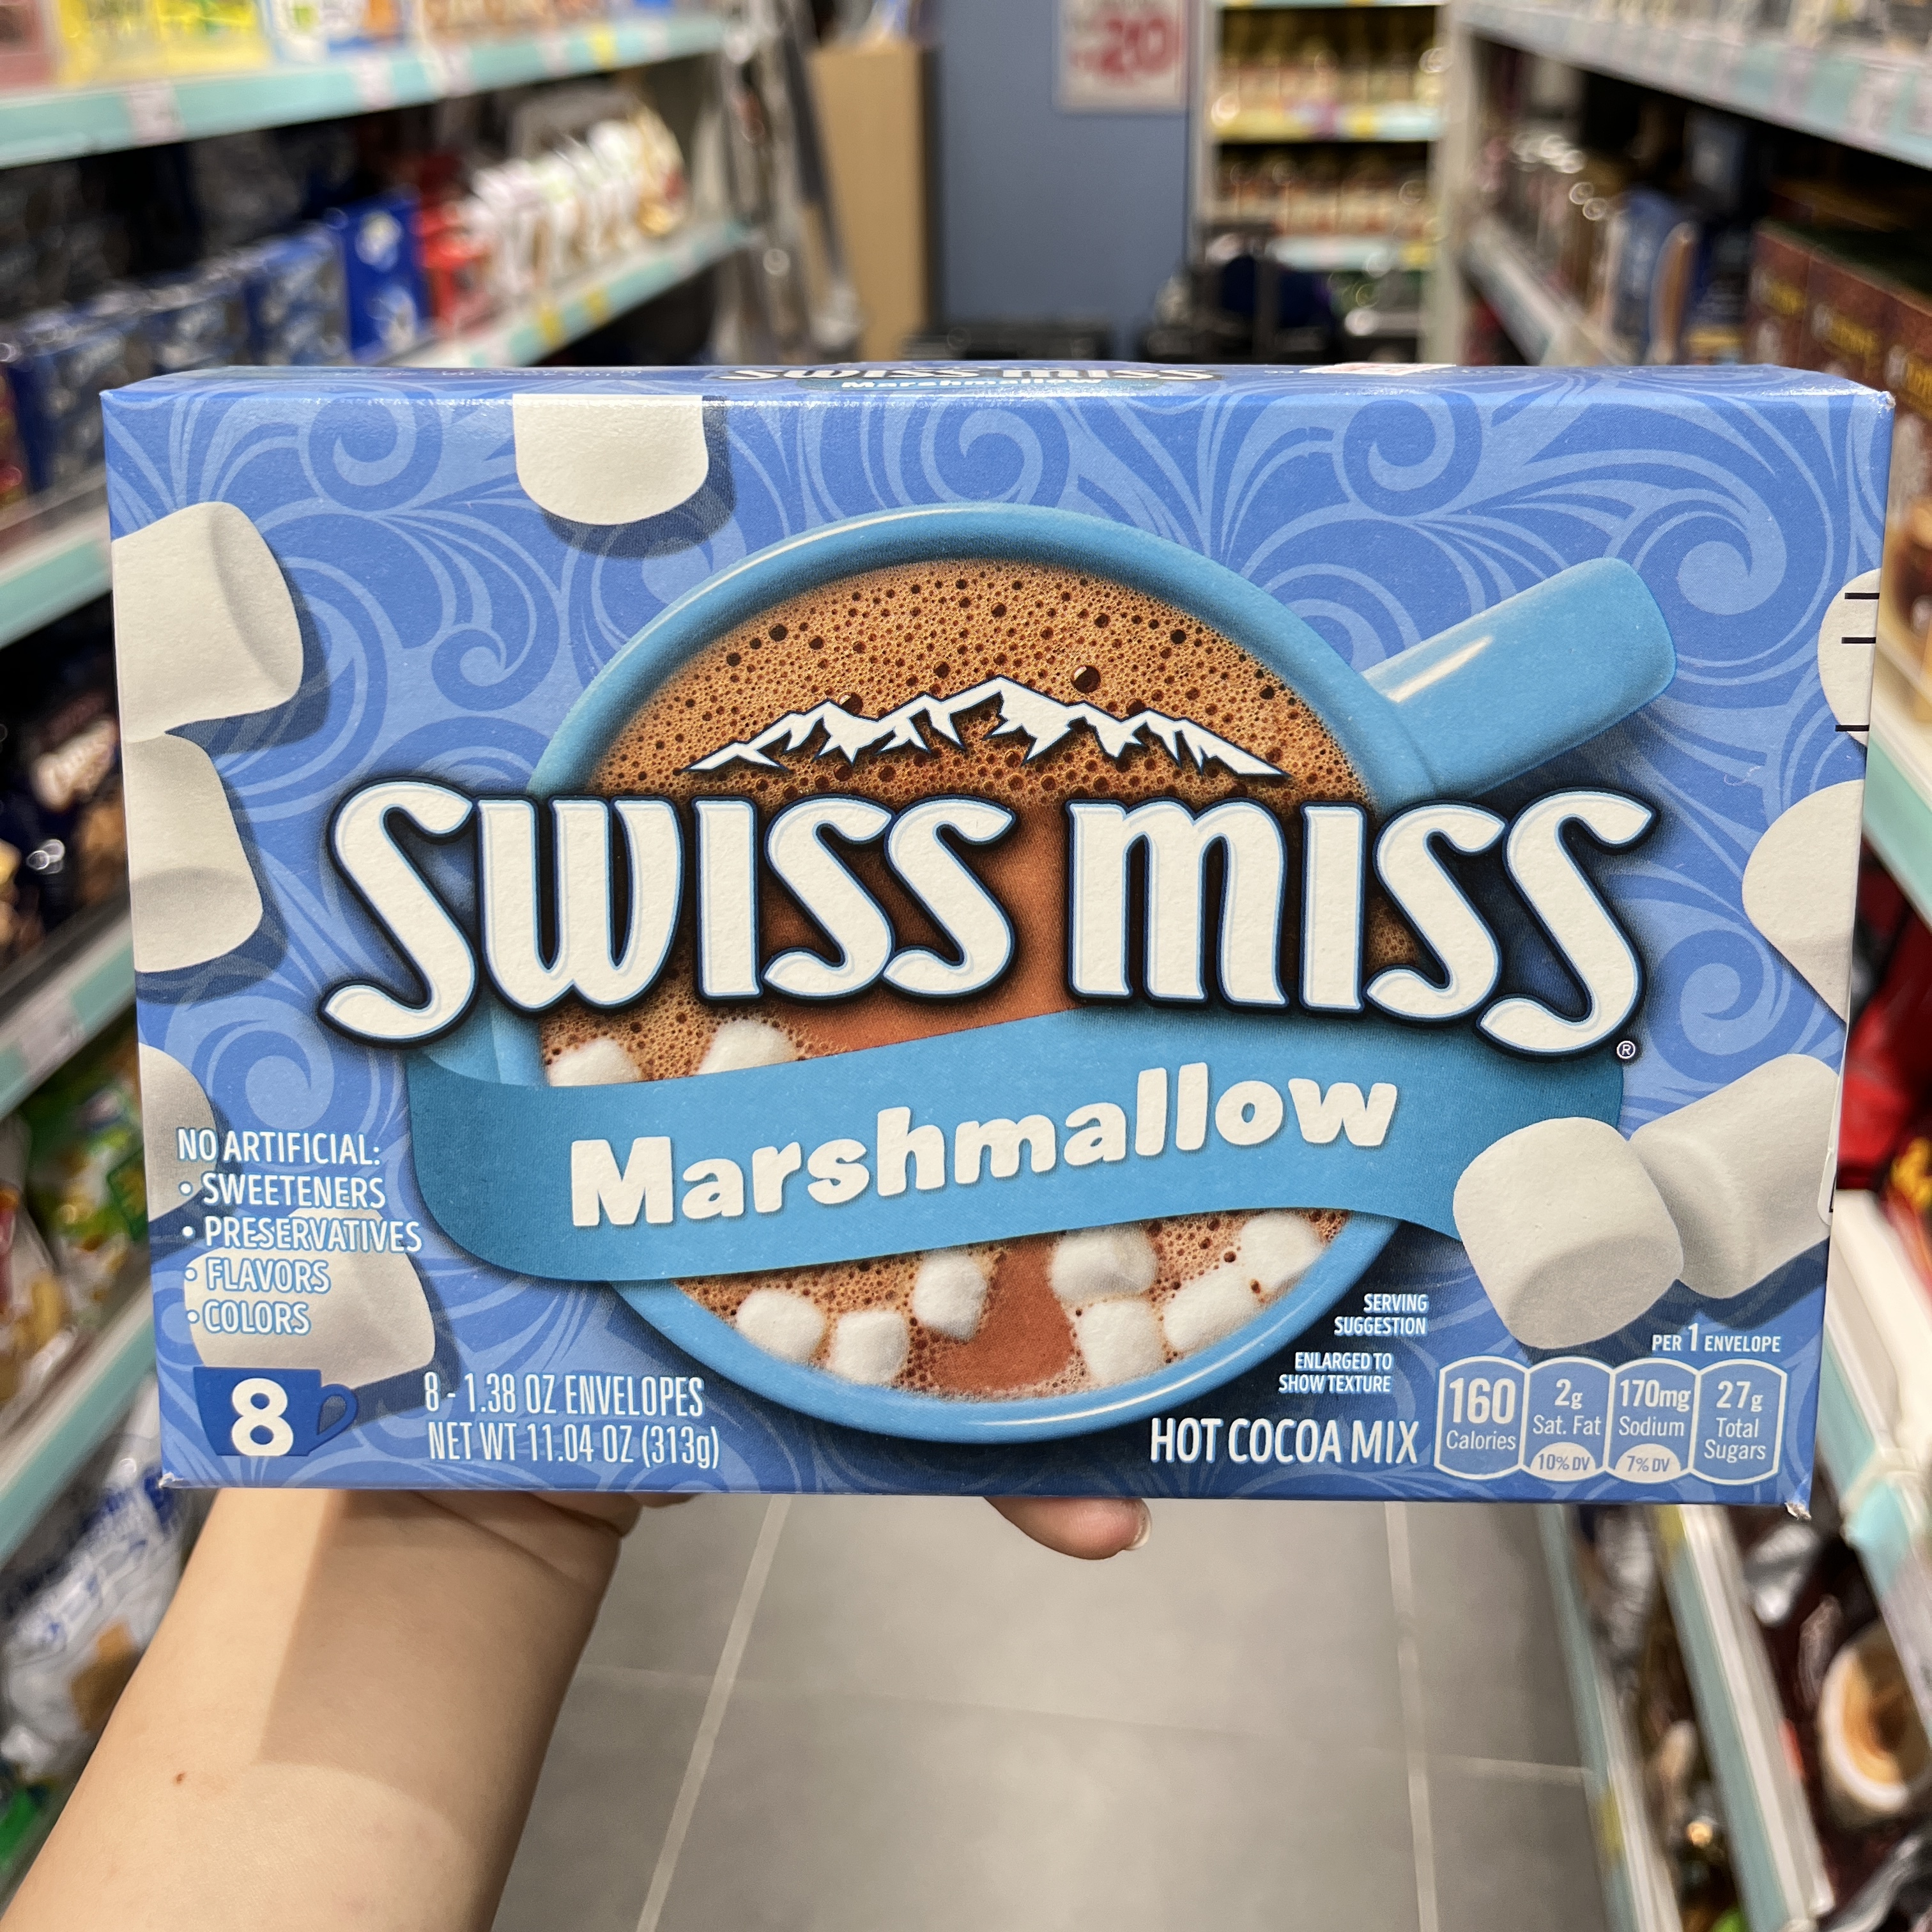 -20
SWISS MISS
Marshmallow
SWISS MISS
®
Marshmallow
NO ARTIFICIAL:
• SWEETENERS
• PRESERVATIVES
• FLAVORS
• COLORS
8
8 - 1.38 OZ ENVELOPES
NET WT 11.04 OZ (313g)
SERVING
SUGGESTION
ENLARGED TO
SHOW TEXTURE
HOT COCOA MIX
PER 1 ENVELOPE
160
Calories
2g
Sat. Fat
10% DV
170mg
Sodium
7% DV
27g
Total
Sugars